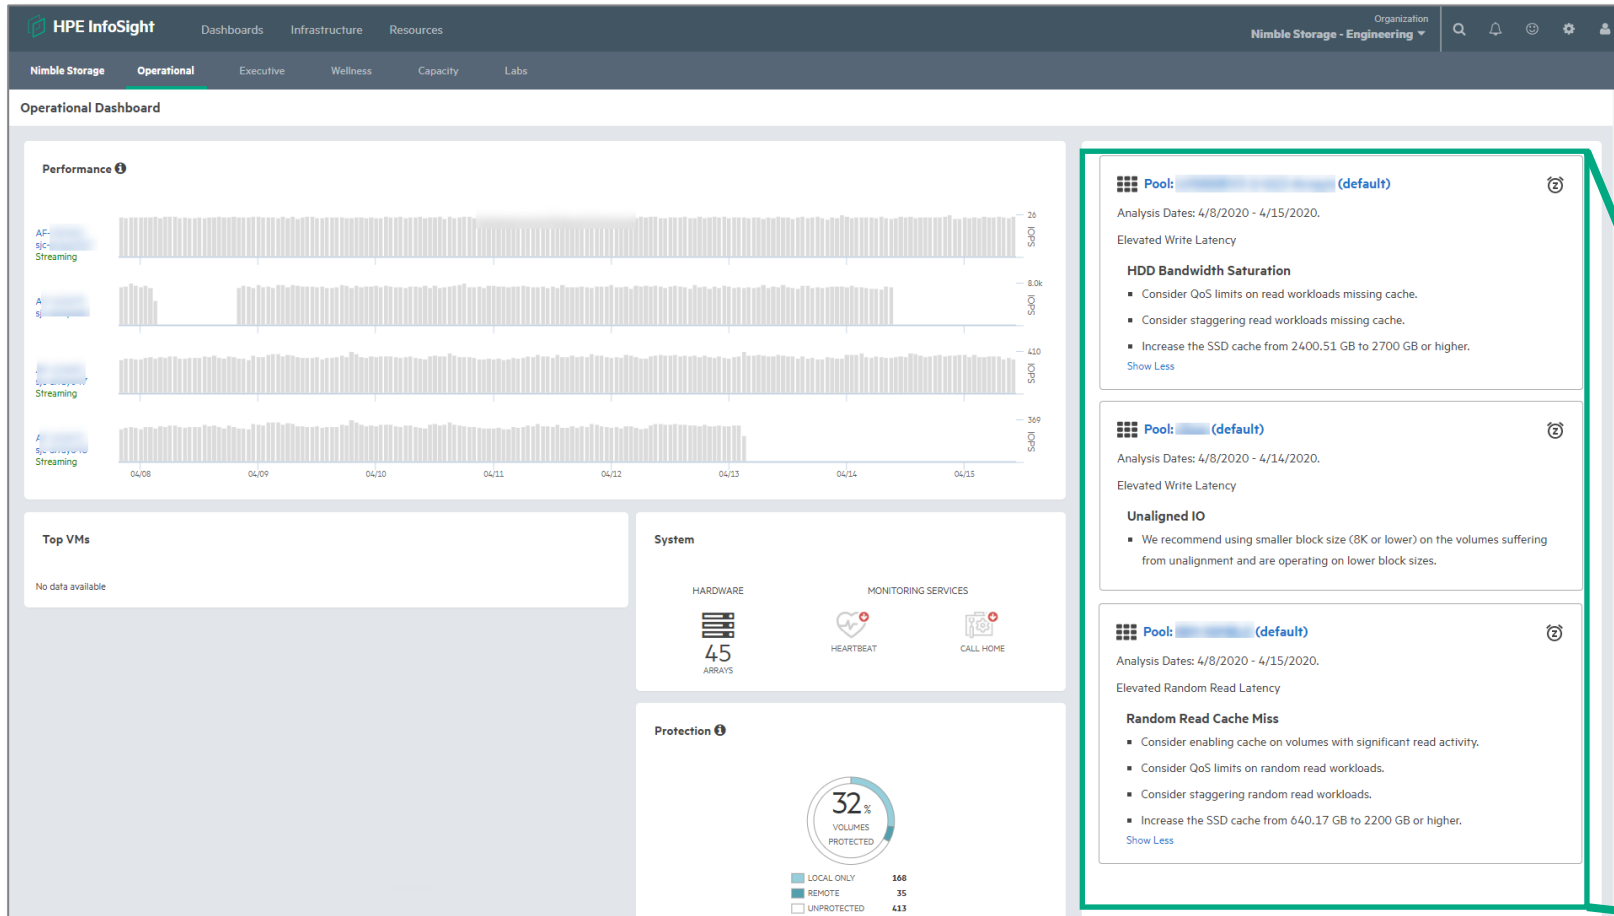 HPE InfoSight
Dashboards
Infrastructure
Resources
Organization
Nimble Storage - Engineering
Nimble Storage
Operational
Executive
Wellness
Capacity
Labs
Operational Dashboard
Performance
AF-
sjc-
Streaming
26
IOPS
8.0k
IOPS
410
IOPS
Streaming
369
IOPS
Streaming
04/08
04/09
04/10
04/11
04/12
04/13
04/14
04/15
Top VMs
No data available
System
HARDWARE
MONITORING SERVICES
45
ARRAYS
HEARTBEAT
CALL HOME
Protection
32%
VOLUMES
PROTECTED
LOCAL ONLY 168
REMOTE 35
UNPROTECTED 413
Pool: (default)
Analysis Dates: 4/8/2020 - 4/15/2020.
Elevated Write Latency
HDD Bandwidth Saturation
Consider QoS limits on read workloads missing cache.
Consider staggering read workloads missing cache.
Increase the SSD cache from 2400.51 GB to 2700 GB or higher.
Show Less
Pool: (default)
Analysis Dates: 4/8/2020 - 4/14/2020.
Elevated Write Latency
Unaligned IO
We recommend using smaller block size (8K or lower) on the volumes suffering
from unalignment and are operating on lower block sizes.
Pool: (default)
Analysis Dates: 4/8/2020 - 4/15/2020.
Elevated Random Read Latency
Random Read Cache Miss
Consider enabling cache on volumes with significant read activity.
Consider QoS limits on random read workloads.
Consider staggering random read workloads.
Increase the SSD cache from 640.17 GB to 2200 GB or higher.
Show Less